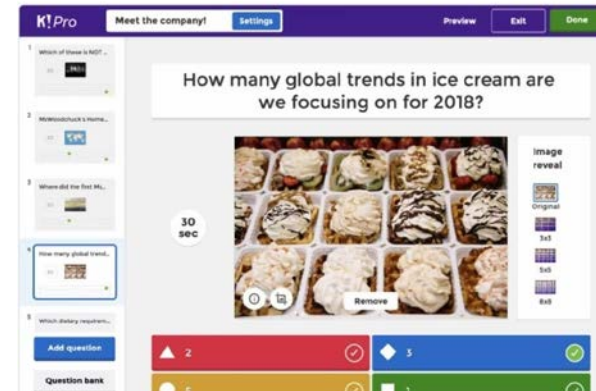 K! Pro
Meet the company!
Settings
Preview
Exit
Done
1
Which of these is NOT ...
2
McWoodchuck's Home...
3
Where did the first Mc...
4
How many global trend...
5
Which dietary requirem...
Add question
Question bank
How many global trends in ice cream are
we focusing on for 2018?
30
sec
Remove
Image
reveal
Original
3x3
5x5
8x8
2
3